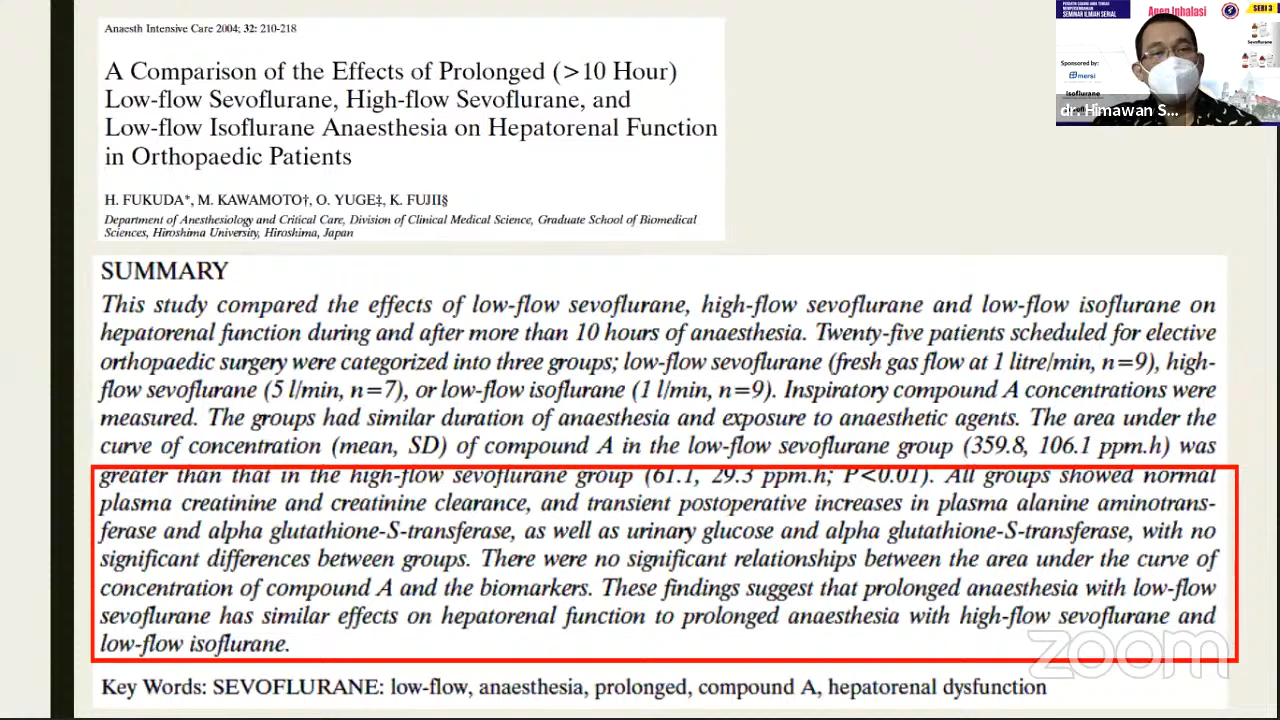 Anaesth Intensive Care 2004; 32: 210-218
A Comparison of the Effects of Prolonged (>10 Hour)
Low-flow Sevoflurane, High-flow Sevoflurane, and
Low-flow Isoflurane Anaesthesia on Hepatorenal Function
in Orthopaedic Patients
H. FUKUDA*, M. KAWAMOTO†, O. YUGE‡, K. FUJII§
Department of Anesthesiology and Critical Care, Division of Clinical Medical Science, Graduate School of Biomedical
Sciences, Hiroshima University, Hiroshima, Japan
SEMINAR ILMIAH SERIAL
Agen Inhalasi
SERI 3
Sevoflurane
Sponsored by:
mersi
Isoflurane
dr. Himawan S...
SUMMARY
This study compared the effects of low-flow sevoflurane, high-flow sevoflurane and low-flow isoflurane on
hepatorenal function during and after more than 10 hours of anaesthesia. Twenty-five patients scheduled for elective
orthopaedic surgery were categorized into three groups; low-flow sevoflurane (fresh gas flow at 1 litre/min, n=9), high-
flow sevoflurane (5 l/min, n=7), or low-flow isoflurane (1 l/min, n=9). Inspiratory compound A concentrations were
measured. The groups had similar duration of anaesthesia and exposure to anaesthetic agents. The area under the
curve of concentration (mean, SD) of compound A in the low-flow sevoflurane group (359.8, 106.1 ppm.h) was
greater than that in the high-flow sevoflurane group (61.1, 29.3 ppm.h; P<0.01). All groups showed normal
plasma creatinine and creatinine clearance, and transient postoperative increases in plasma alanine aminotrans-
ferase and alpha glutathione-S-transferase, as well as urinary glucose and alpha glutathione-S-transferase, with no
significant differences between groups. There were no significant relationships between the area under the curve of
concentration of compound A and the biomarkers. These findings suggest that prolonged anaesthesia with low-flow
sevoflurane has similar effects on hepatorenal function to prolonged anaesthesia with high-flow sevoflurane and
low-flow isoflurane.
zoom
Key Words: SEVOFLURANE: low-flow, anaesthesia, prolonged, compound A, hepatorenal dysfunction